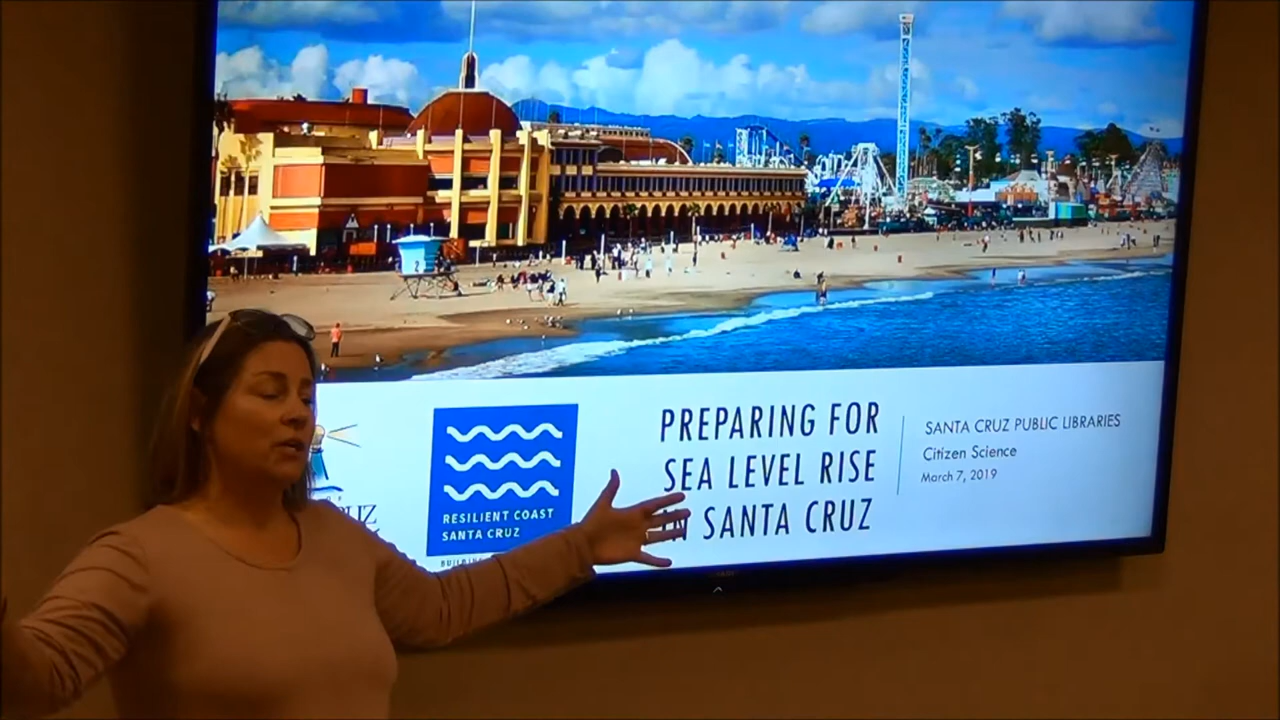 RESILIENT COAST
SANTA CRUZ
PREPARING FOR
SEA LEVEL RISE
SANTA CRUZ
SANTA CRUZ PUBLIC LIBRARIES
Citizen Science
March 7, 2019
2